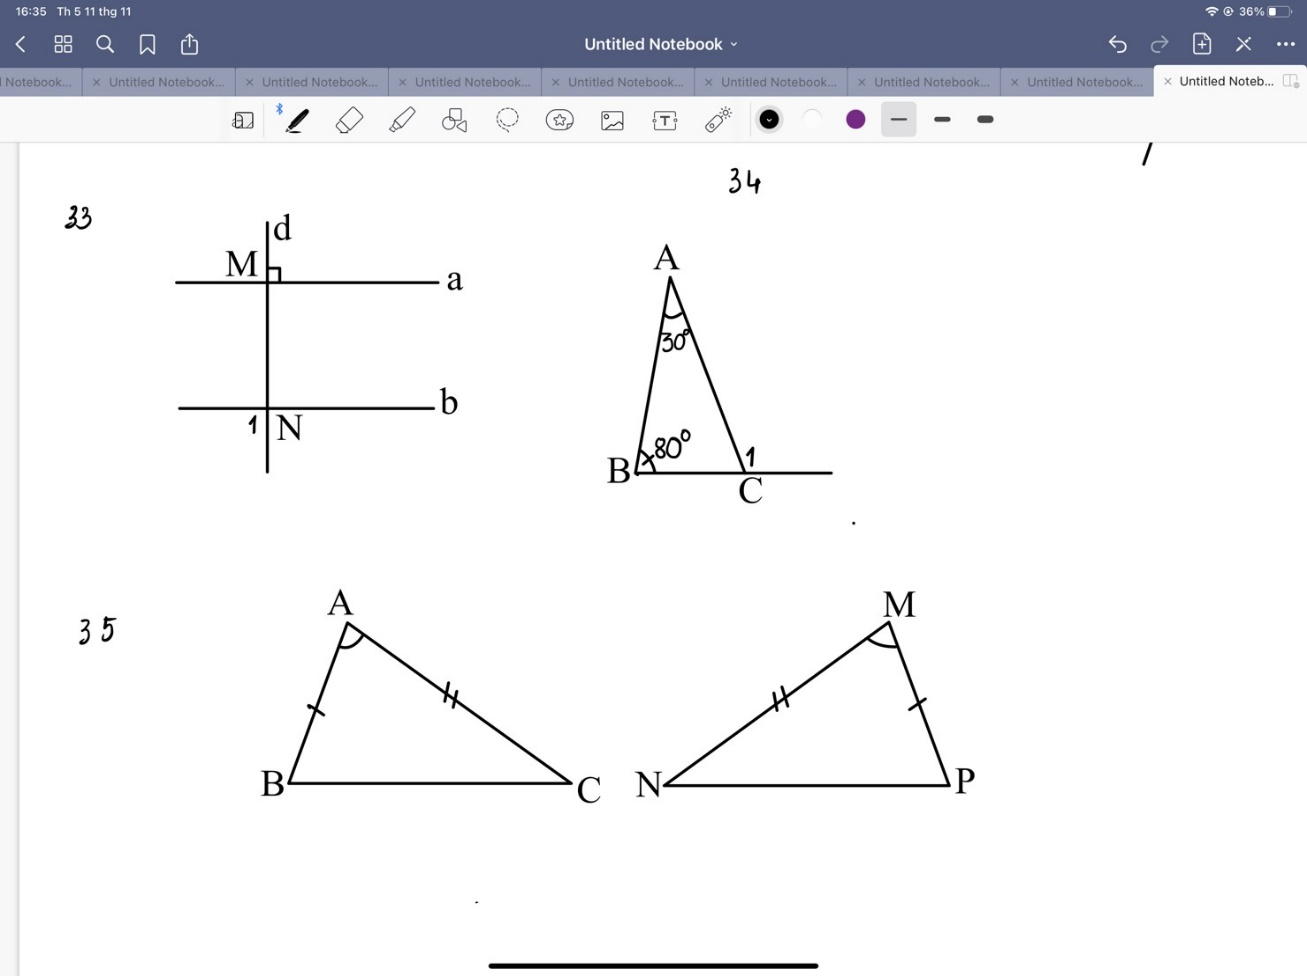 16:35 Th 5 11 thg 11
36%
Untitled Notebook
Notebook...
Untitled Notebook...
Untitled Notebook...
Untitled Notebook...
Untitled Notebook...
Untitled Notebook...
Untitled Notebook...
Untitled Notebook...
Untitled Noteb...
T
34
33
d
M
a
b
1 N
A
30°
B 80° 1
C
35
A
M
B
C
N
P